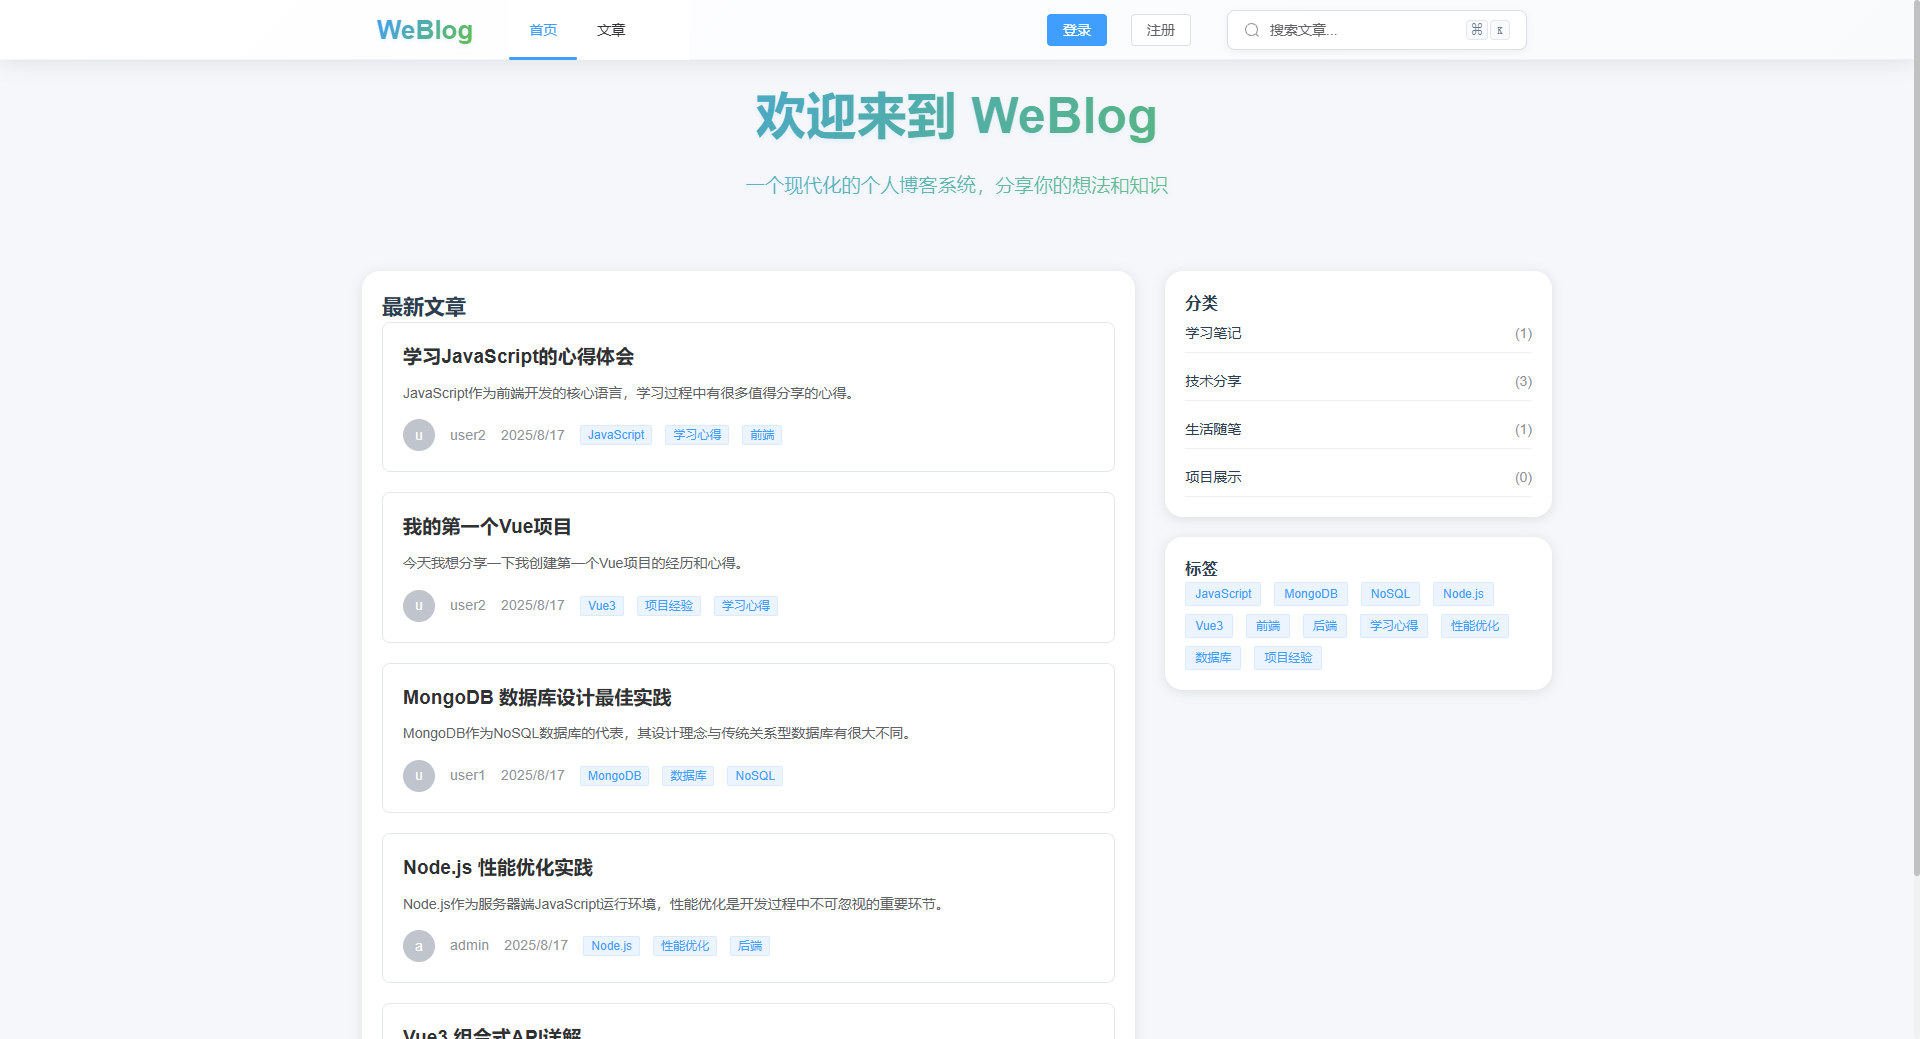 WeBlog 首页 文章 登录 注册 搜索文章... ⌘ K
欢迎来到 WeBlog
一个现代化的个人博客系统，分享你的想法和知识
最新文章
学习JavaScript的心得体会
JavaScript作为前端开发的核心语言，学习过程中有很多值得分享的心得。
u user2 2025/8/17 JavaScript 学习心得 前端
我的第一个Vue项目
今天我想分享一下我创建第一个Vue项目的经历和心得。
u user2 2025/8/17 Vue3 项目经验 学习心得
MongoDB 数据库设计最佳实践
MongoDB作为NoSQL数据库的代表，其设计理念与传统关系型数据库有很大不同。
u user1 2025/8/17 MongoDB 数据库 NoSQL
Node.js 性能优化实践
Node.js作为服务器端JavaScript运行环境，性能优化是开发过程中不可忽视的重要环节。
a admin 2025/8/17 Node.js 性能优化 后端
Vue3 组合式API详解
分类
学习笔记 (1)
技术分享 (3)
生活随笔 (1)
项目展示 (0)
标签
JavaScript MongoDB NoSQL Node.js
Vue3 前端 后端 学习心得 性能优化
数据库 项目经验